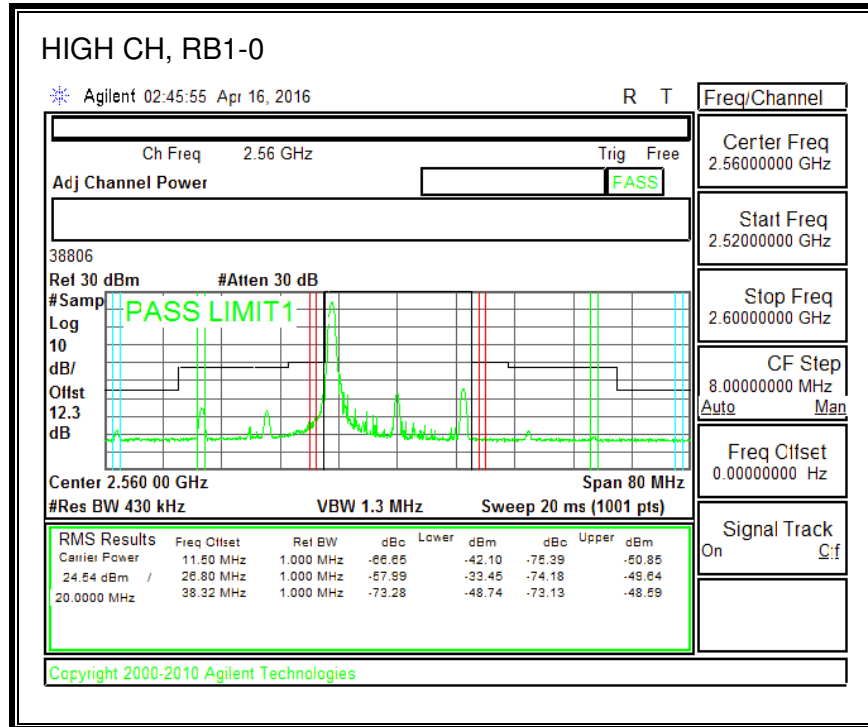 HIGH CH, RB1-0
Agilent 02:45:55 Apr 16, 2016 R T
Ch Freq 2.56 GHz Trig Free
Adj Channel Power PASS
38806
Ref 30 dBm #Atten 30 dB
#Samp
Log
10
dB/
Offst
12.3
dB
PASS LIMIT1
Center 2.560 00 GHz Span 80 MHz
#Res BW 430 kHz VBW 1.3 MHz Sweep 20 ms (1001 pts)
RMS Results Freq Offset Ref BW dBc Lower dBm dBc Upper dBm
Carrier Power 11.50 MHz 1.000 MHz -66.65 -42.10 -75.39 -50.85
24.54 dBm / 26.80 MHz 1.000 MHz -57.99 -33.45 -74.18 -49.64
20.0000 MHz 38.32 MHz 1.000 MHz -73.28 -48.74 -73.13 -48.59
Copyright 2000-2010 Agilent Technologies
Freq/Channel
Center Freq
2.56000000 GHz
Start Freq
2.52000000 GHz
Stop Freq
2.60000000 GHz
CF Step
8.00000000 MHz
Auto Man
Freq Offset
0.00000000 Hz
Signal Track
On Off